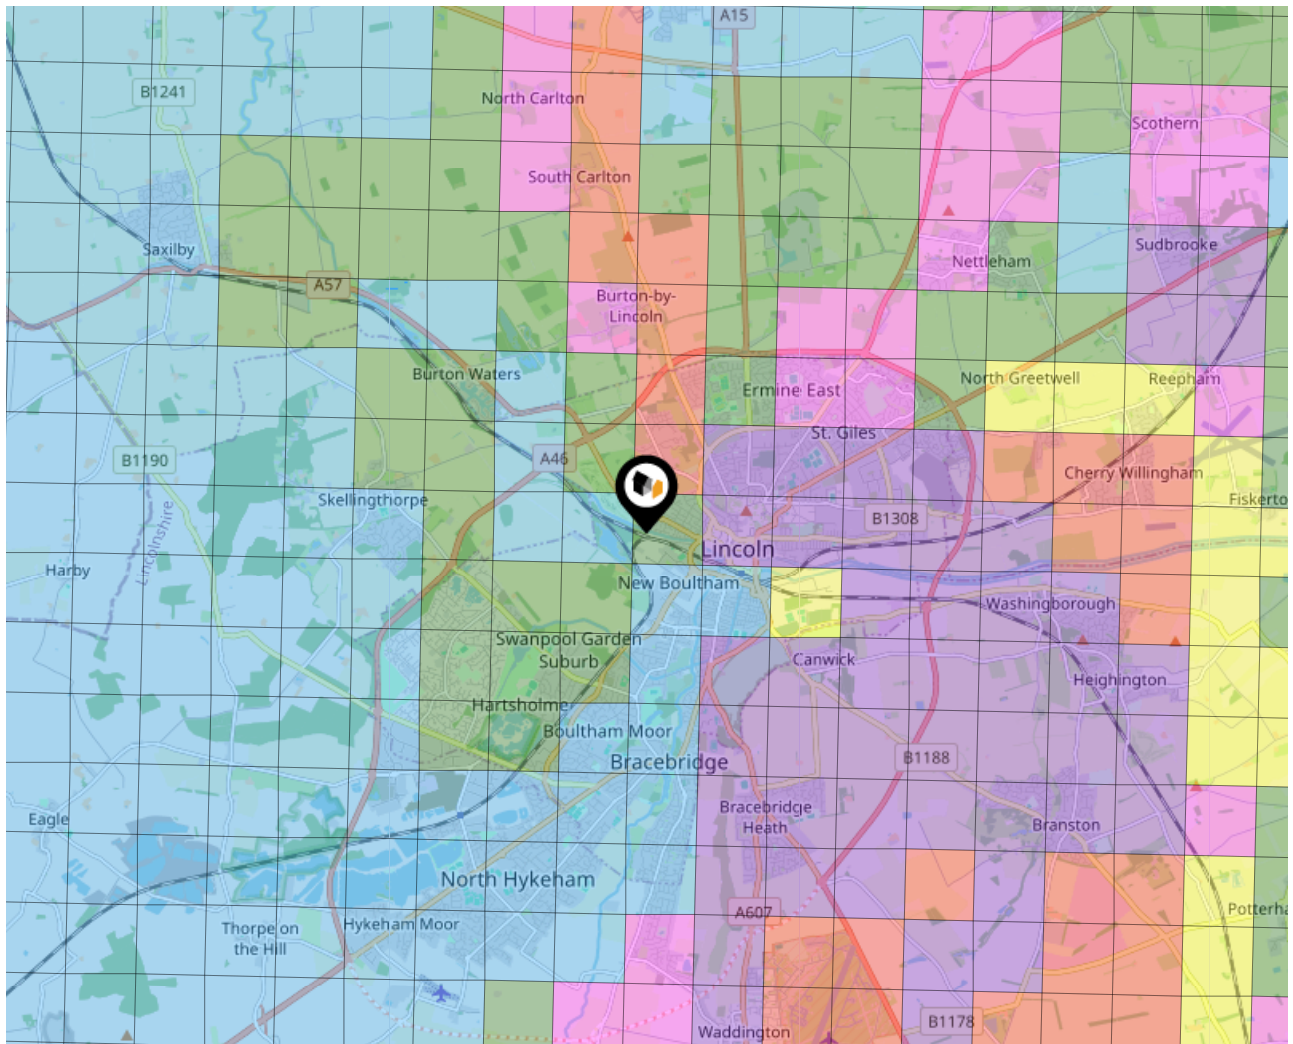 A15
B1241
North Carlton
Scothern
South Carlton
Saxilby
Sudbrooke
Nettleham
A57
Burton-by-
Lincoln
Burton Waters
North Greetwell
Reepham
Ermine East
St. Giles
B1190
A46
Cherry Willingham
Skellingthorpe
Fiskerto
B1308
Lincolnshire
Lincoln
Harby
New Boultham
Washingborough
Swanpool Garden
Suburb
Canwick
Heighington
Hartsholme
Boultham Moor
Bracebridge
B1188
Bracebridge
Heath
Eagle
Branston
North Hykeham
A607
Potterha
Hykeham Moor
Thorpe on
the Hill
B1178
Waddington